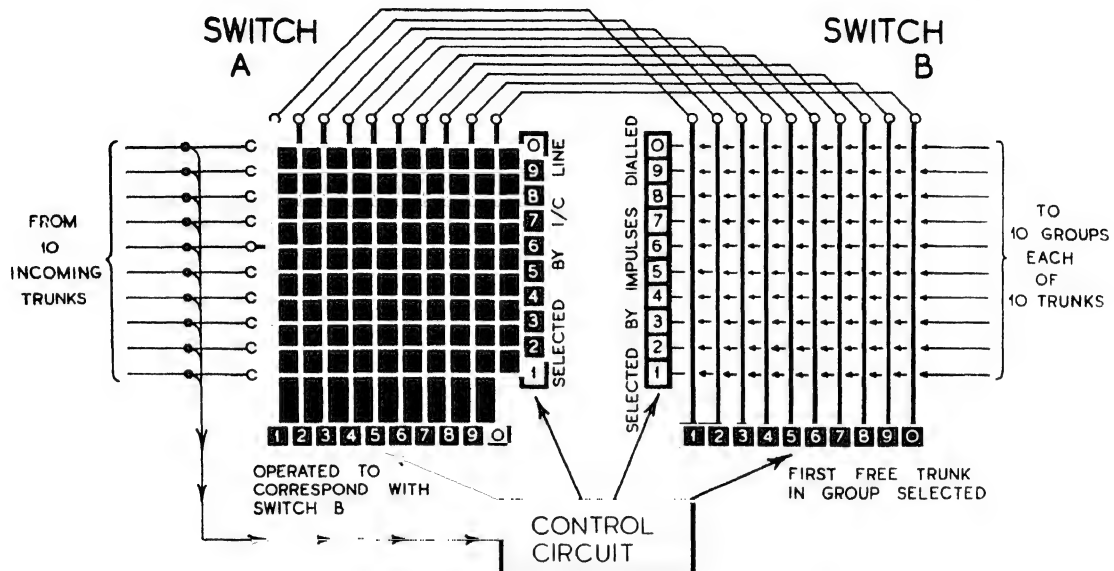 SWITCH
A
SWITCH
B
FROM
10
INCOMING
TRUNKS
0
9
8
7
6
5
4
3
2
1
SELECTED BY I/C LINE
SELECTED BY IMPULSES DIALLED
0
9
8
7
6
5
4
3
2
1
TO
10 GROUPS
EACH
OF
10 TRUNKS
1 2 3 4 5 6 7 8 9 0
1 2 3 4 5 6 7 8 9 0
OPERATED TO
CORRESPOND WITH
SWITCH B
FIRST FREE TRUNK
IN GROUP SELECTED
CONTROL
CIRCUIT